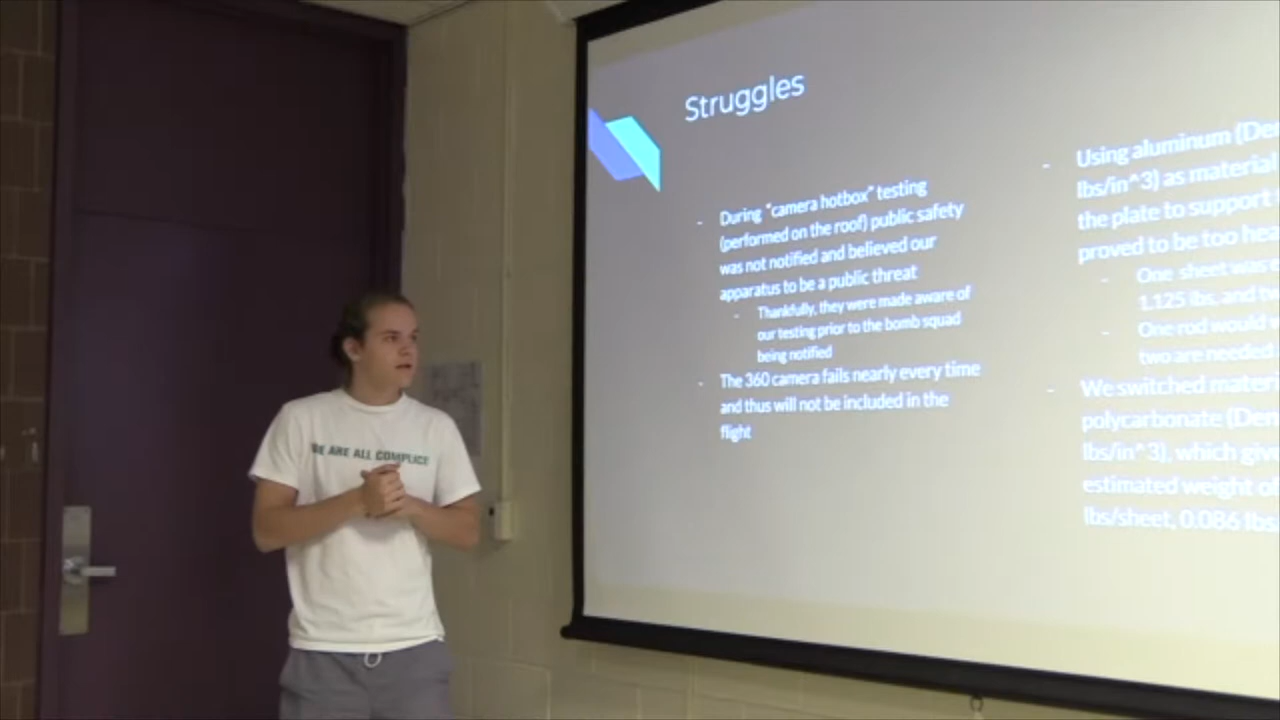 Struggles
- During "camera hotbox" testing
(performed on the roof) public safety
was not notified and believed our
apparatus to be a public threat
- Thankfully, they were made aware of
our testing prior to the bomb squad
being notified
- The 360 camera fails nearly every time
and thus will not be included in the
flight
- Using aluminum (De
lbs/in^3) as material
the plate to support
proved to be too hea
- One sheet was
1.125 lbs, and
- One rod would
two are needed
- We switched mater
polycarbonate (Den
lbs/in^3), which give
estimated weight of
lbs/sheet, 0.086 lbs
WE ARE ALL COMPLICE